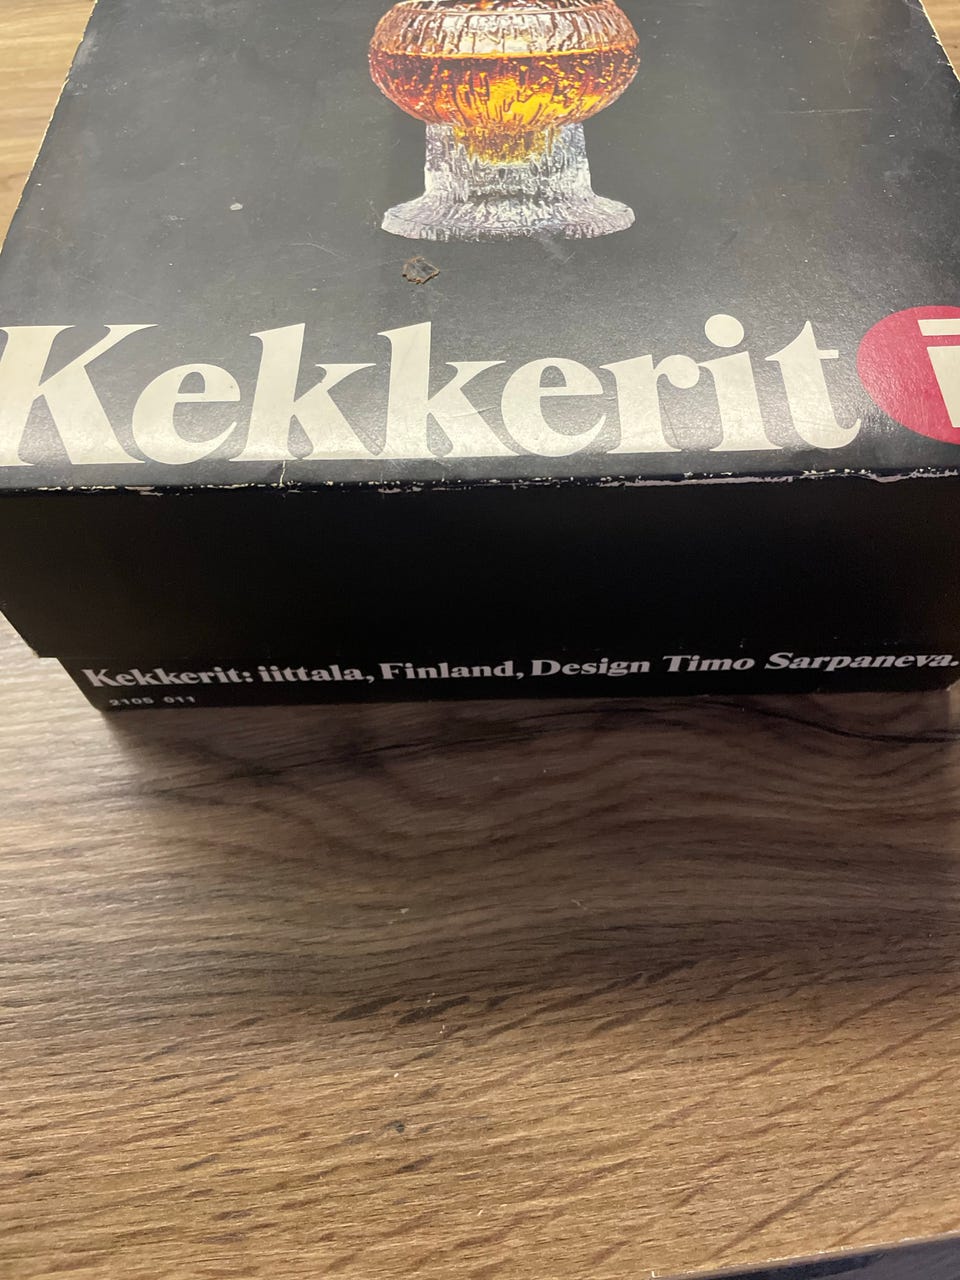 Kekkerit i
Kekkerit: iittala, Finland, Design Timo Sarpaneva.
2105 011